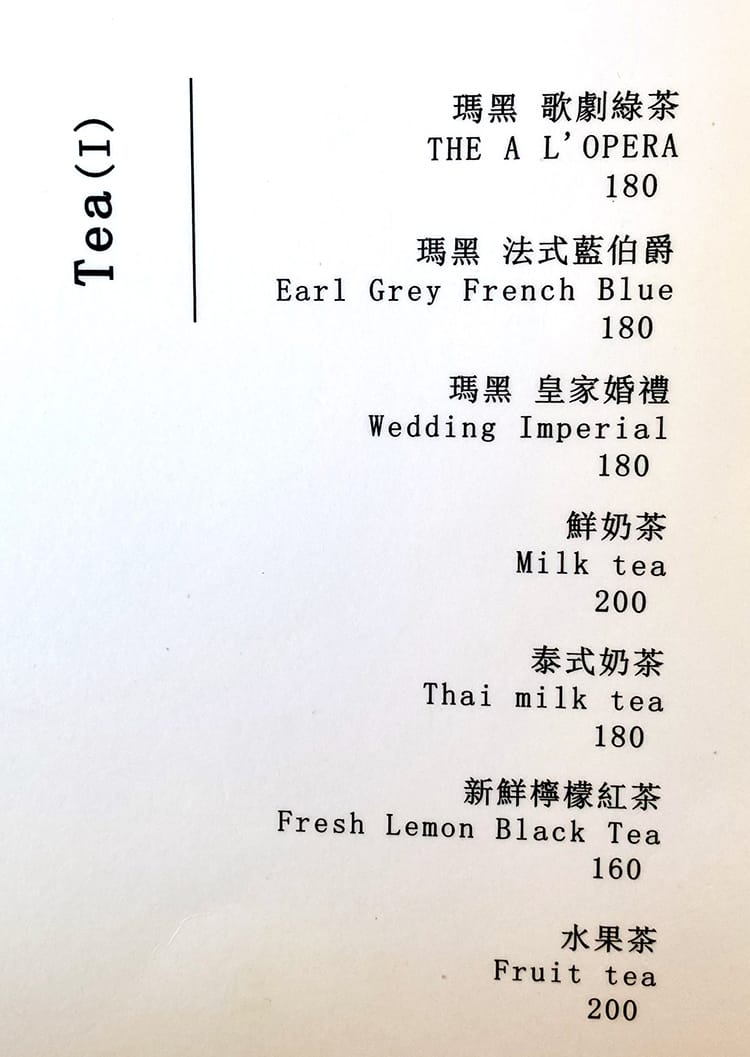 Tea(I)
瑪黑 歌劇綠茶
THE A L'OPERA
180
瑪黑 法式藍伯爵
Earl Grey French Blue
180
瑪黑 皇家婚禮
Wedding Imperial
180
鮮奶茶
Milk tea
200
泰式奶茶
Thai milk tea
180
新鮮檸檬紅茶
Fresh Lemon Black Tea
160
水果茶
Fruit tea
200